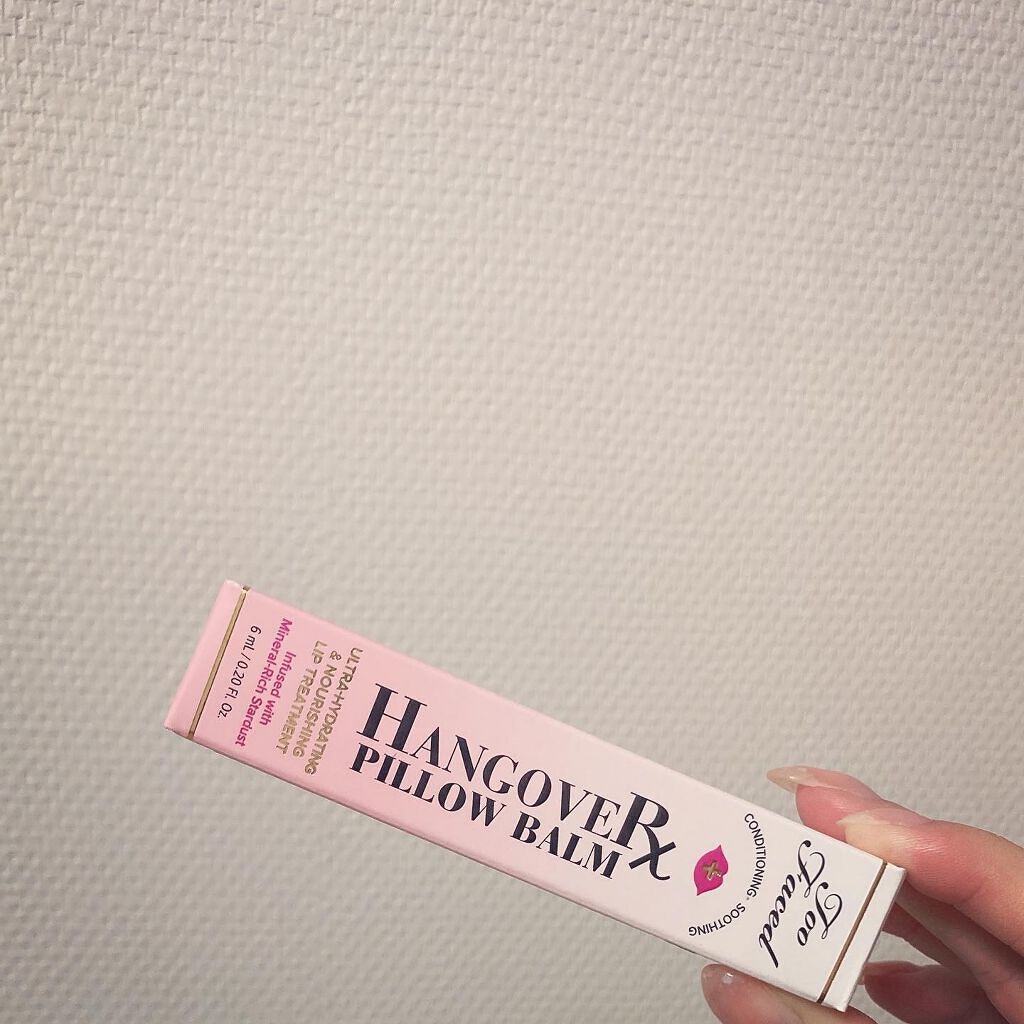 Too
Faced
CONDITIONING · SOOTHING
HANGOVERX
PILLOW BALM
ULTRA-HYDRATING
& NOURISHING
LIP TREATMENT
Infused with
Mineral-Rich Stardust
6 mL / 0.20 Fl. Oz.